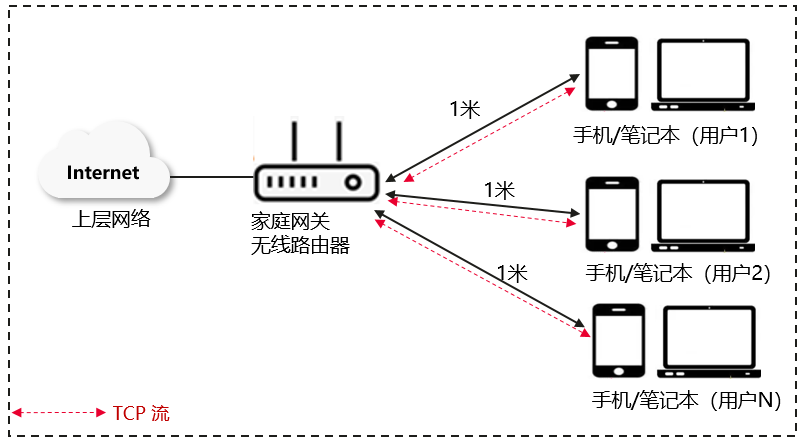 1米
手机/笔记本（用户1）
Internet
上层网络
1米
家庭网关
无线路由器
手机/笔记本（用户2）
1米
手机/笔记本（用户N）
TCP 流